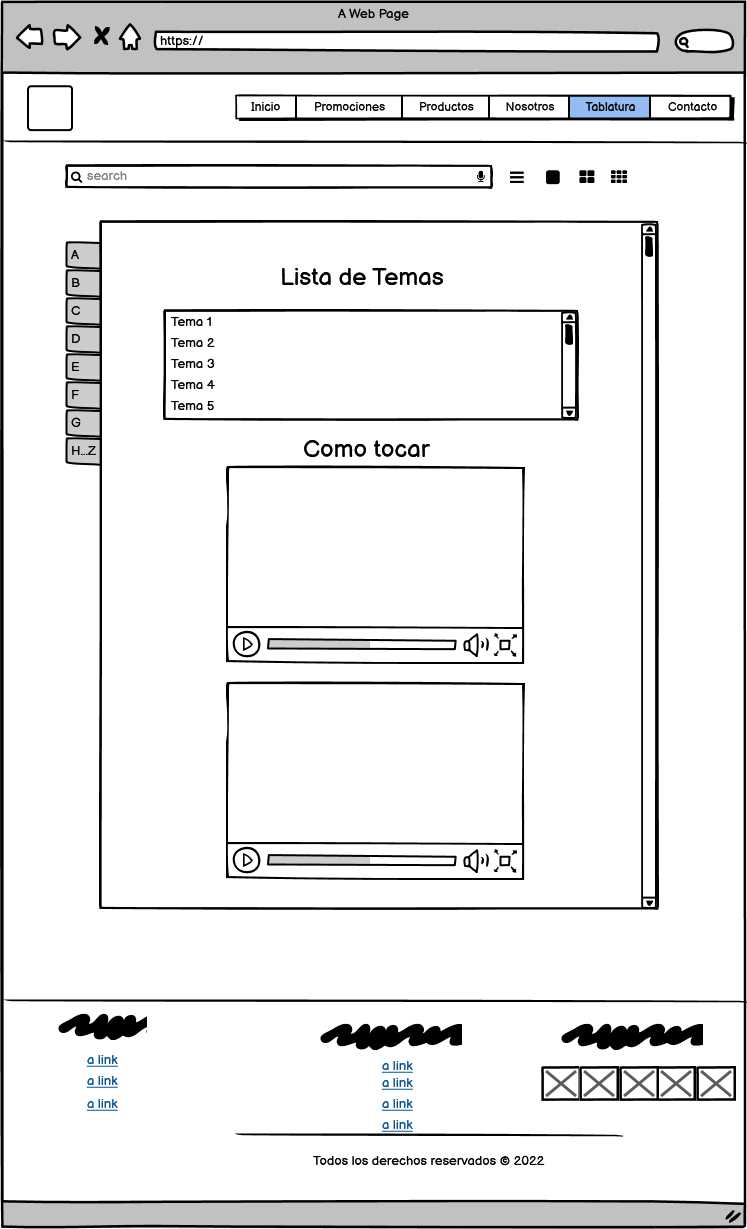 A Web Page
https://
Inicio Promociones Productos Nosotros Tablatura Contacto
search
A
B
C
D
E
F
G
H...Z
Lista de Temas
Tema 1
Tema 2
Tema 3
Tema 4
Tema 5
Como tocar
a link
a link
a link
a link
a link
a link
a link
Todos los derechos reservados © 2022